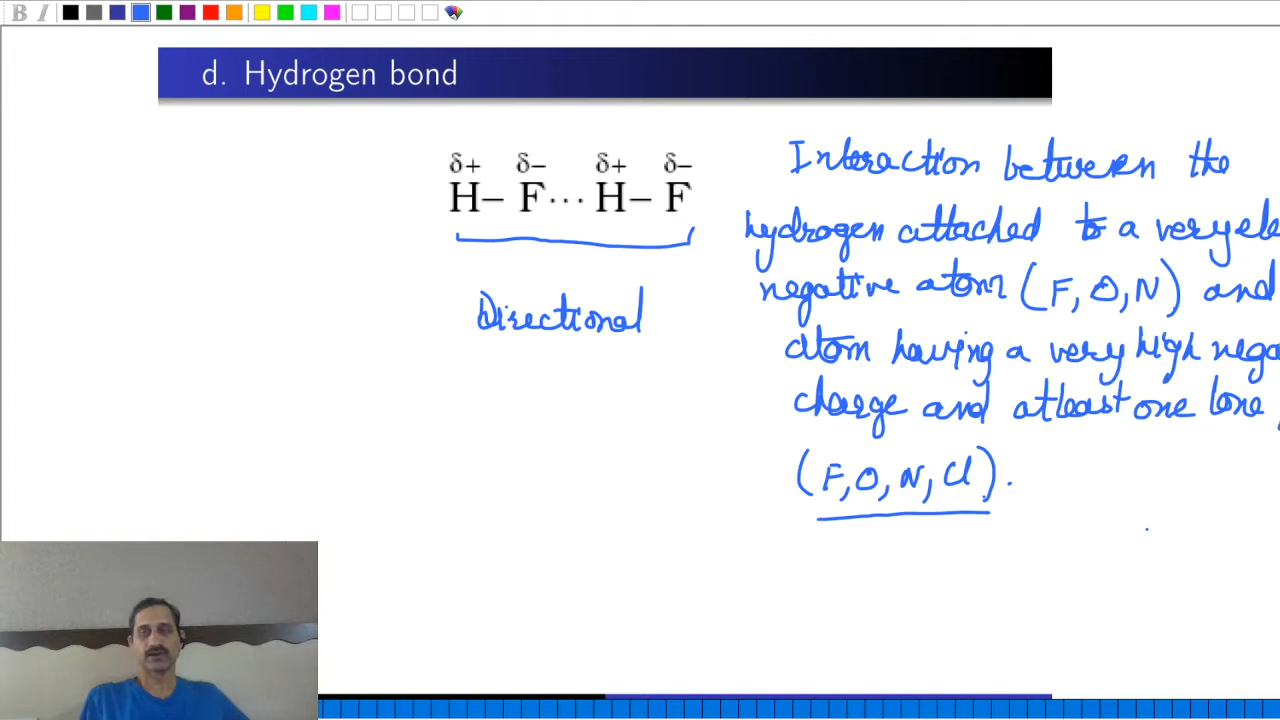 B I
d. Hydrogen bond
δ+ δ− δ+ δ−
H− F··· H− F
Directional
Interaction between the
hydrogen attached to a very ele
negative atom (F, O, N) and
atom having a very high nega
charge and atleast one lone
(F, O, N, Cl).